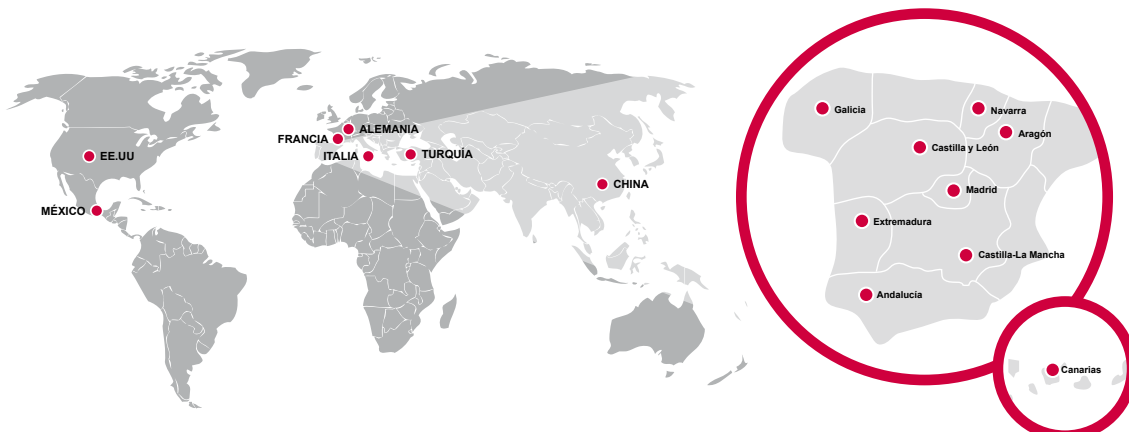 ALEMANIA
FRANCIA
ITALIA
TURQUÍA
EE.UU
CHINA
MÉXICO
Galicia
Navarra
Aragón
Castilla y León
Madrid
Extremadura
Castilla-La Mancha
Andalucia
Canarias